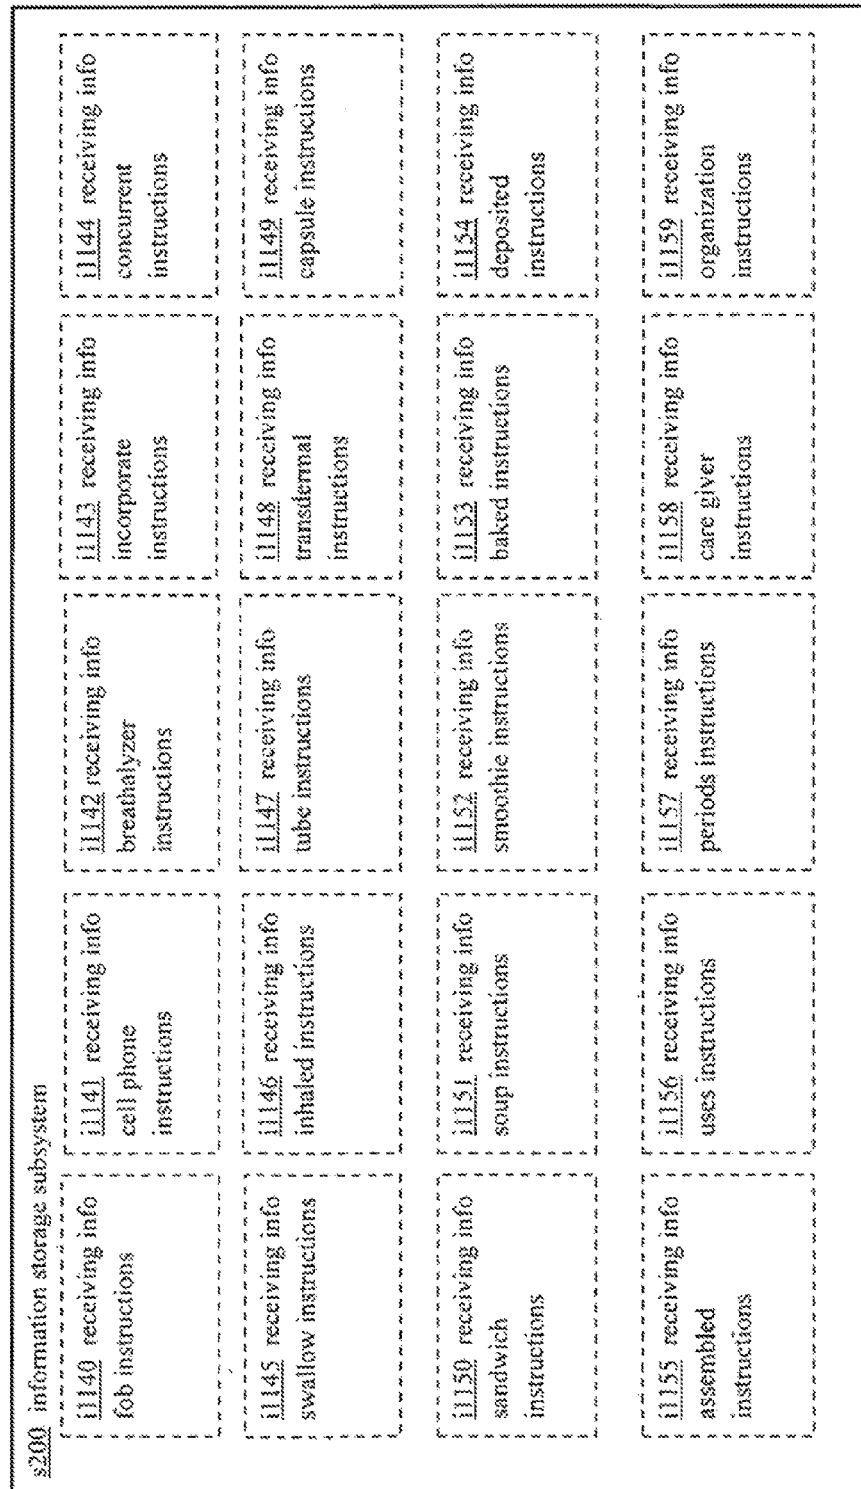 s200 information storage subsystem
i1140 receiving info
fob instructions
i1141 receiving info
cell phone
instructions
i1142 receiving info
breathalyzer
instructions
i1143 receiving info
incorporate
instructions
i1144 receiving info
concurrent
instructions
i1145 receiving info
swallow instructions
i1146 receiving info
inhaled instructions
i1147 receiving info
tube instructions
i1148 receiving info
transdermal
instructions
i1149 receiving info
capsule instructions
i1150 receiving info
sandwich
instructions
i1151 receiving info
soup instructions
i1152 receiving info
smoothie instructions
i1153 receiving info
baked instructions
i1154 receiving info
deposited
instructions
i1155 receiving info
assembled
instructions
i1156 receiving info
uses instructions
i1157 receiving info
periods instructions
i1158 receiving info
care giver
instructions
i1159 receiving info
organization
instructions